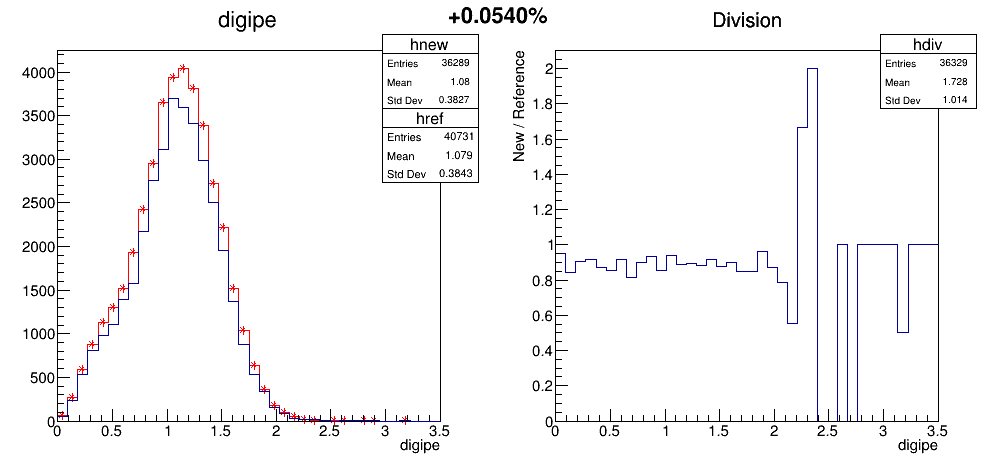 +0.0540%
digipe
hnew
Entries 36289
Mean 1.08
Std Dev 0.3827
href
Entries 40731
Mean 1.079
Std Dev 0.3843
4000
3500
3000
2500
2000
1500
1000
500
0
0 0.5 1 1.5 2 2.5 3 3.5
digipe
Division
hdiv
Entries 36329
Mean 1.728
Std Dev 1.014
New / Reference
2
1.8
1.6
1.4
1.2
1
0.8
0.6
0.4
0.2
0
0 0.5 1 1.5 2 2.5 3 3.5
digipe